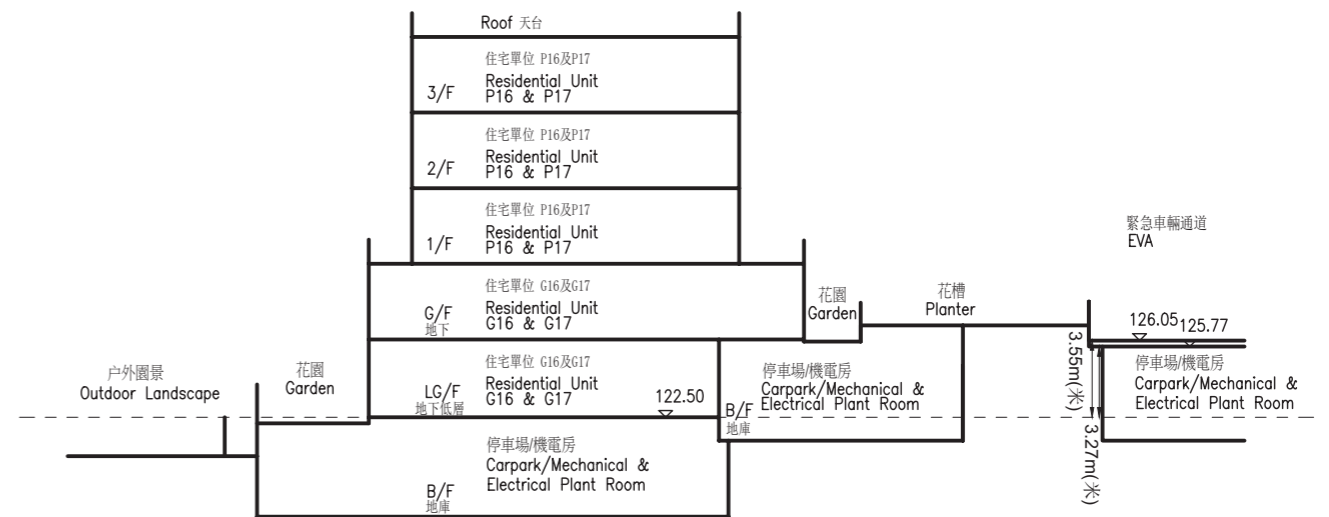 Roof 天台
住宅單位 P16及P17
Residential Unit
P16 & P17
3/F
住宅單位 P16及P17
Residential Unit
P16 & P17
2/F
住宅單位 P16及P17
Residential Unit
P16 & P17
1/F
緊急車輛通道
EVA
住宅單位 G16及G17
Residential Unit
G16 & G17
G/F
地下
花園
Garden
花槽
Planter
126.05
125.77
户外園景
Outdoor Landscape
花園
Garden
住宅單位 G16及G17
Residential Unit
G16 & G17
LG/F
地下低層
122.50
停車場/機電房
Carpark/Mechanical &
Electrical Plant Room
B/F
地庫
3.55m(米)
3.27m(米)
停車場/機電房
Carpark/Mechanical &
Electrical Plant Room
停車場/機電房
Carpark/Mechanical &
Electrical Plant Room
B/F
地庫